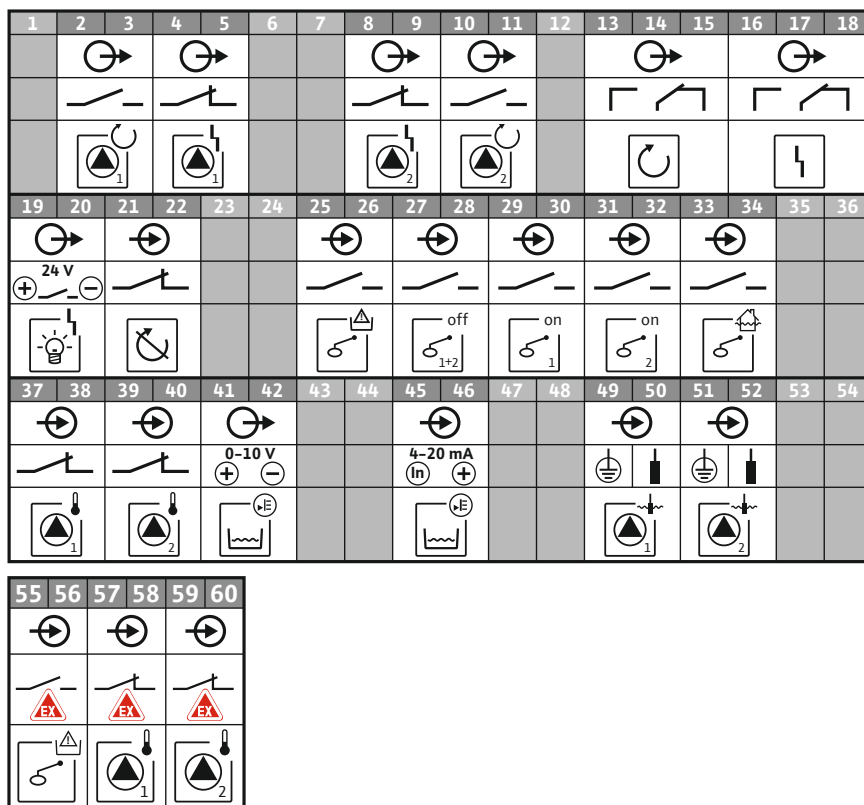 1 2 3 4 5 6 7 8 9 10 11 12 13 14 15 16 17 18
1 1 2 2
19 20 21 22 23 24 25 26 27 28 29 30 31 32 33 34 35 36
24 V
+ −
off on on
1+2 1 2
37 38 39 40 41 42 43 44 45 46 47 48 49 50 51 52 53 54
0–10 V 4–20 mA
+ − In +
1 2 1 2
55 56 57 58 59 60
EX EX EX
1 2